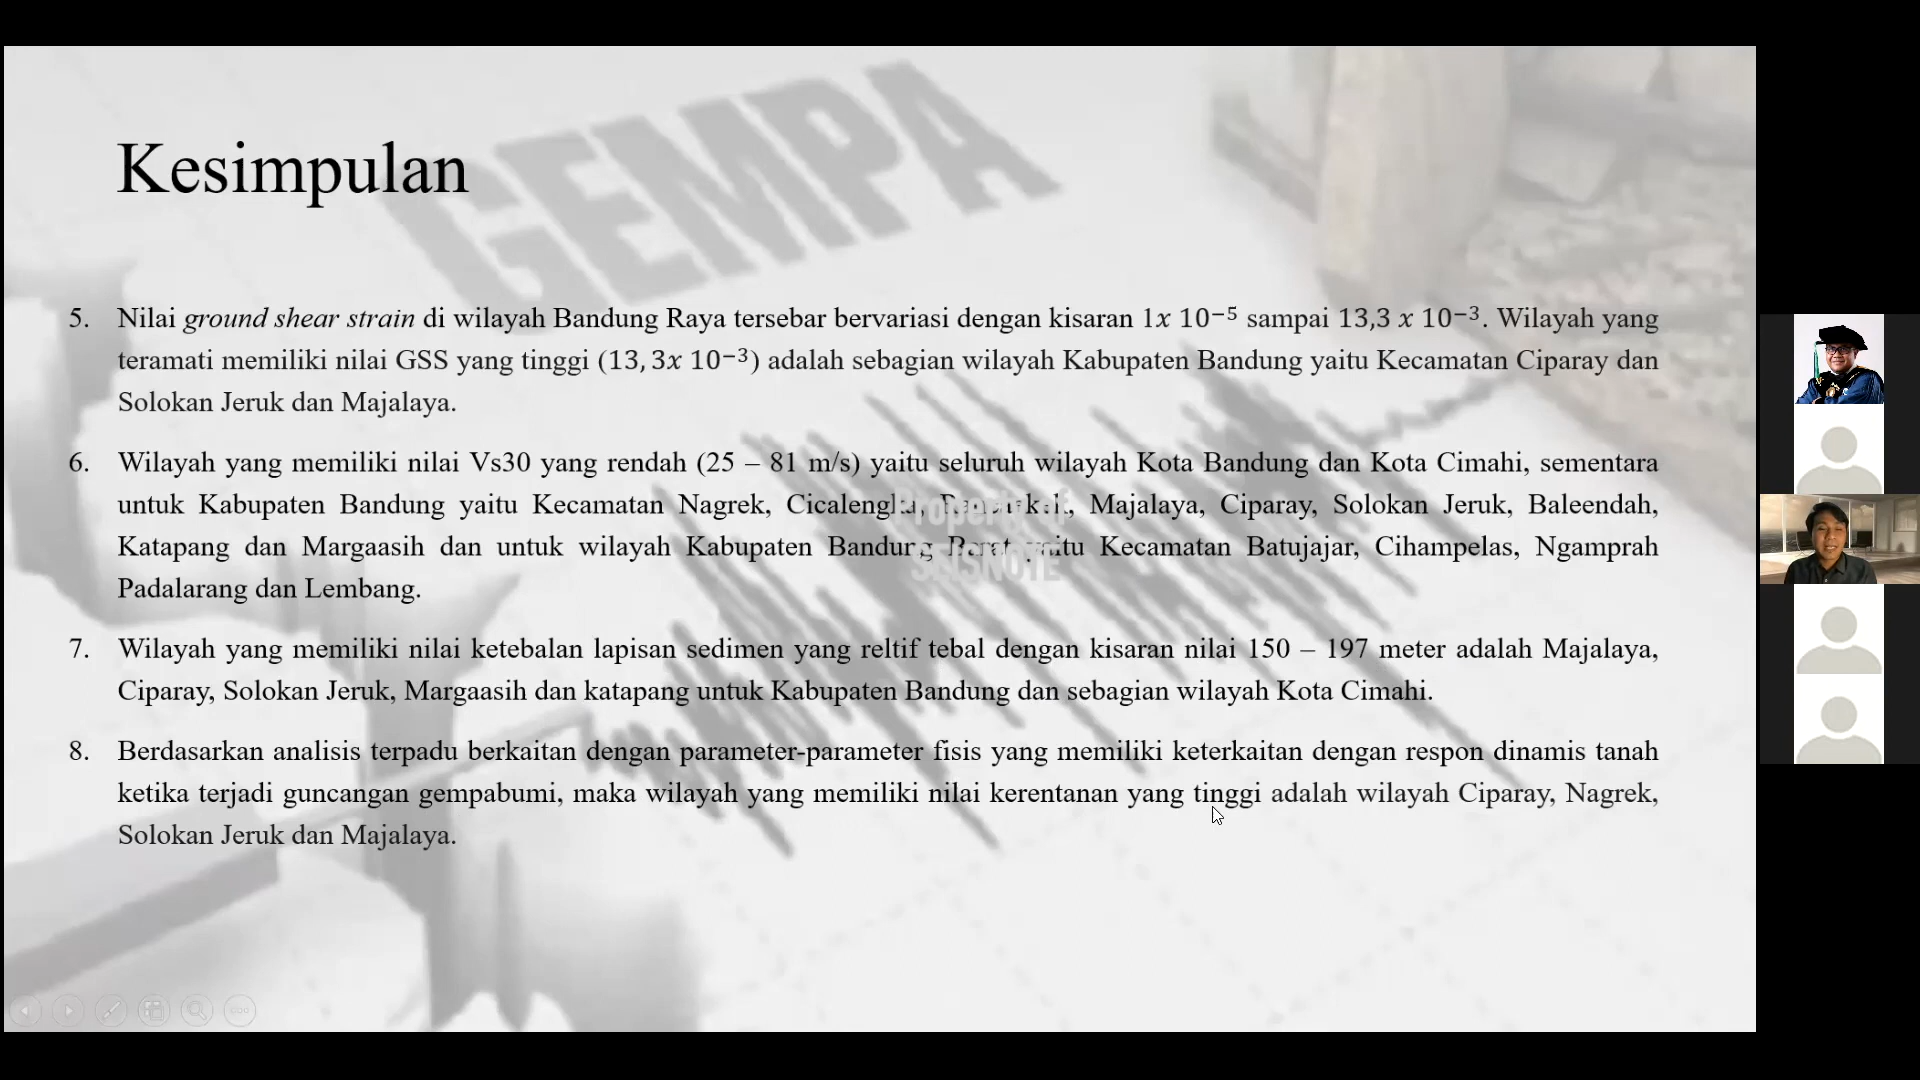 GEMPA
Kesimpulan
5. Nilai ground shear strain di wilayah Bandung Raya tersebar bervariasi dengan kisaran 1x 10⁻⁵ sampai 13,3 x 10⁻³. Wilayah yang
teramati memiliki nilai GSS yang tinggi (13,3x 10⁻³) adalah sebagian wilayah Kabupaten Bandung yaitu Kecamatan Ciparay dan
Solokan Jeruk dan Majalaya.
6. Wilayah yang memiliki nilai Vs30 yang rendah (25 – 81 m/s) yaitu seluruh wilayah Kota Bandung dan Kota Cimahi, sementara
untuk Kabupaten Bandung yaitu Kecamatan Nagrek, Cicalengka, Majalaya, Ciparay, Solokan Jeruk, Baleendah,
Katapang dan Margaasih dan untuk wilayah Kabupaten Bandung Barat yaitu Kecamatan Batujajar, Cihampelas, Ngamprah
Padalarang dan Lembang.
Property of
SEISNOTE
7. Wilayah yang memiliki nilai ketebalan lapisan sedimen yang reltif tebal dengan kisaran nilai 150 – 197 meter adalah Majalaya,
Ciparay, Solokan Jeruk, Margaasih dan katapang untuk Kabupaten Bandung dan sebagian wilayah Kota Cimahi.
8. Berdasarkan analisis terpadu berkaitan dengan parameter-parameter fisis yang memiliki keterkaitan dengan respon dinamis tanah
ketika terjadi guncangan gempabumi, maka wilayah yang memiliki nilai kerentanan yang tinggi adalah wilayah Ciparay, Nagrek,
Solokan Jeruk dan Majalaya.